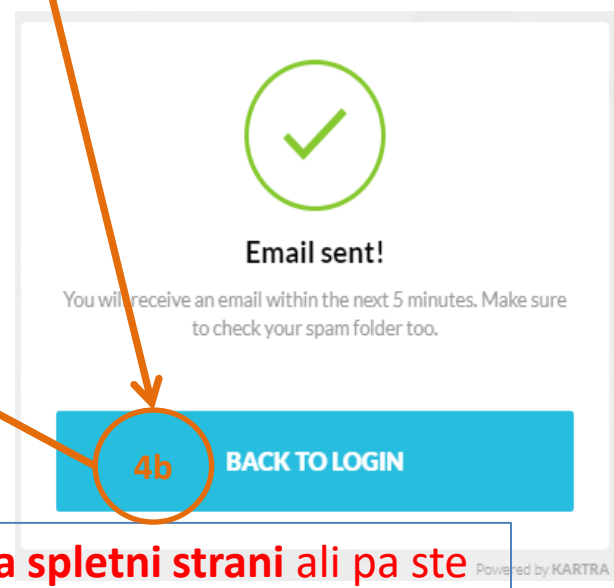 Email sent!
You will receive an email within the next 5 minutes. Make sure
to check your spam folder too.
4b BACK TO LOGIN
a spletni strani ali pa ste
Powered by KARTRA